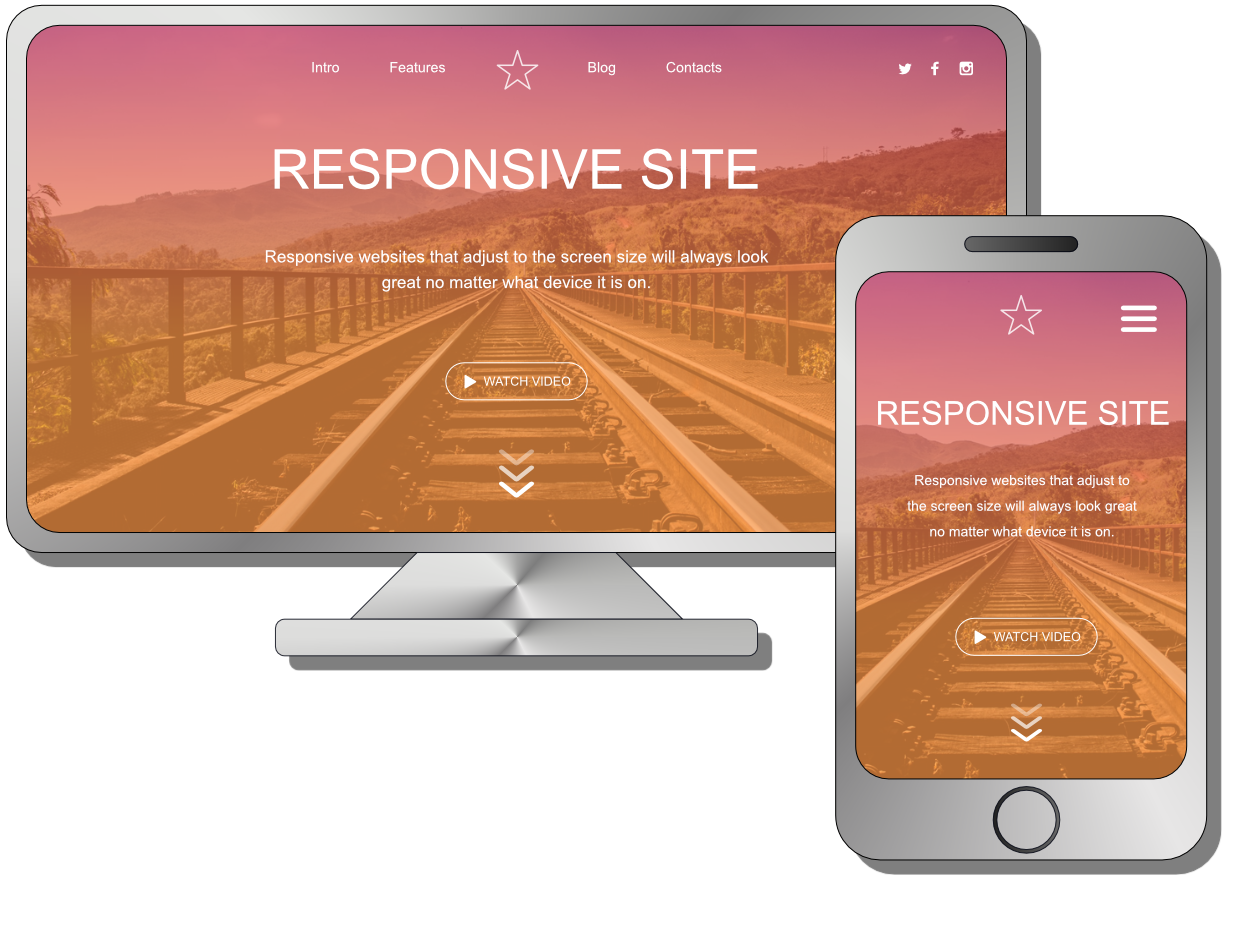 Intro Features Blog Contacts
RESPONSIVE SITE
Responsive websites that adjust to the screen size will always look
great no matter what device it is on.
WATCH VIDEO
RESPONSIVE SITE
Responsive websites that adjust to
the screen size will always look great
no matter what device it is on.
WATCH VIDEO